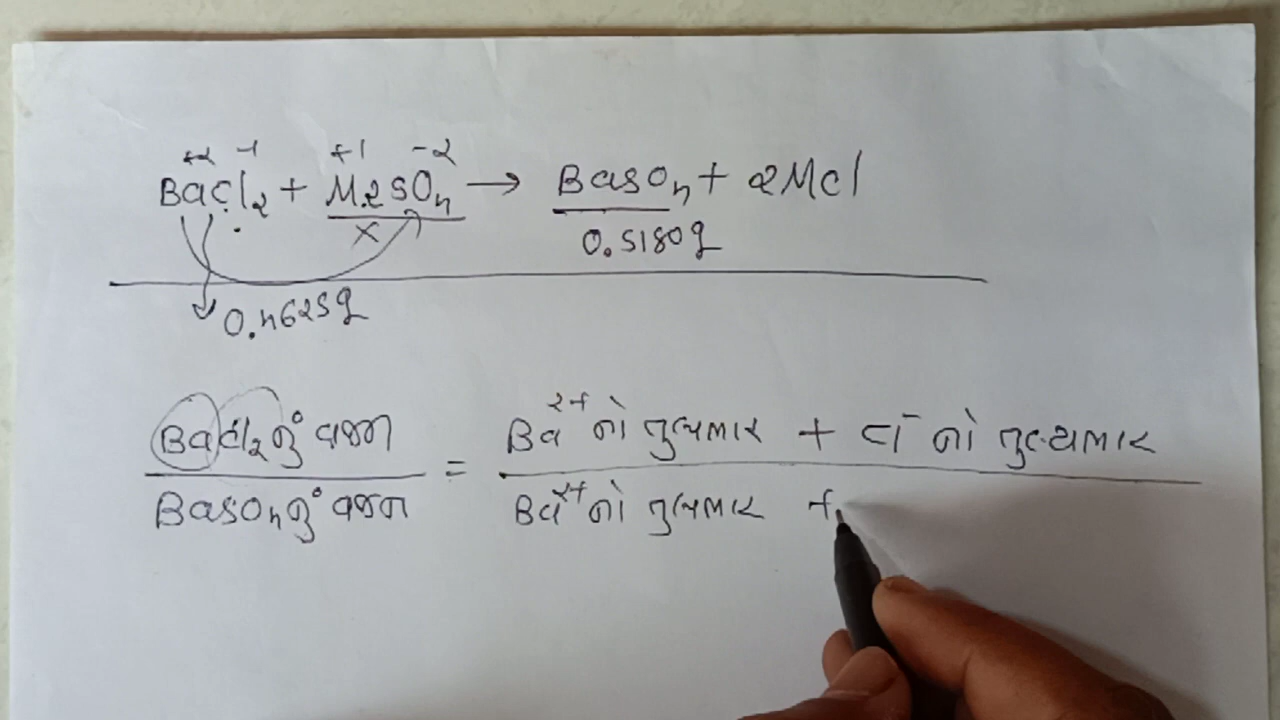 +2 -1 +1 -2
BaCl2 + M2SO4 → BaSO4 + 2MCl
x 0.5180g
0.4625g
BaCl2નું વજન = Ba2+ નો તુલ્યભાર + Cl- નો તુલ્યભાર
BaSO4નું વજન Ba2+ નો તુલ્યભાર +